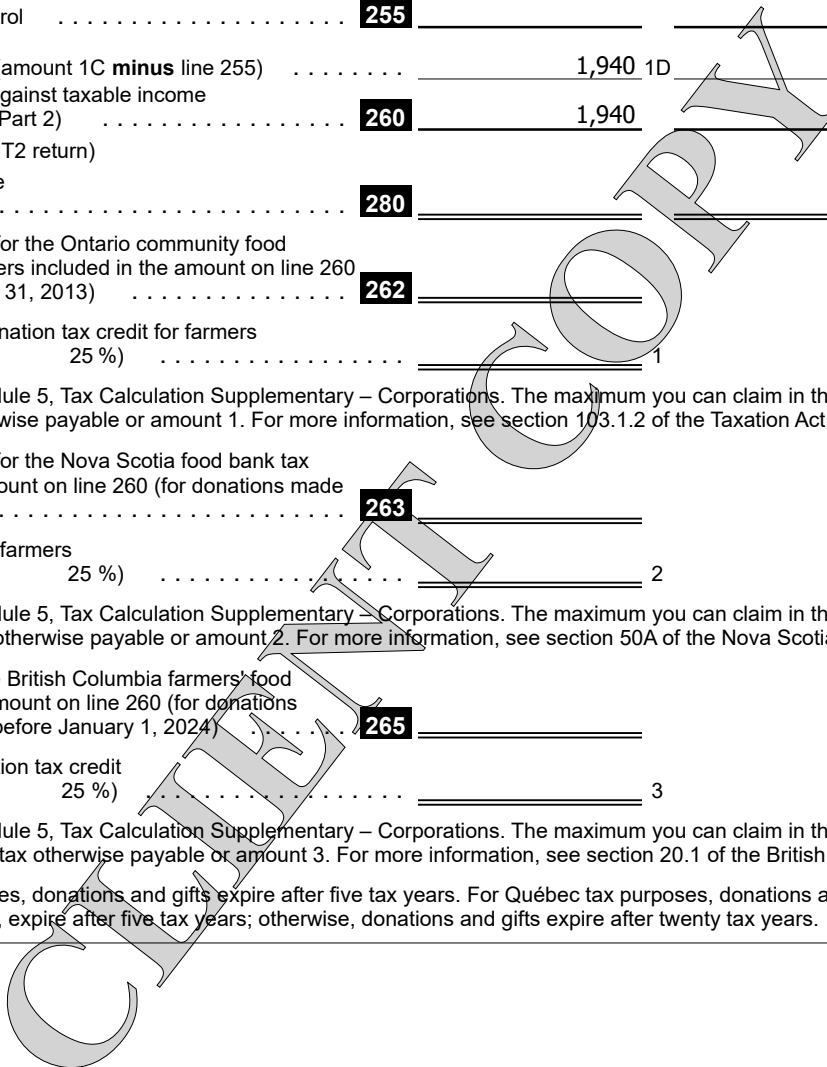 rol . . . . . . . . . . . . . . . . . . . . 255
amount 1C minus line 255) . . . . . . . . 1,940 1D
gainst taxable income
Part 2) . . . . . . . . . . . . . . . . . 260 1,940
T2 return)
e
. . . . . . . . . . . . . . . . . . . . . . . . 280
for the Ontario community food
ers included in the amount on line 260
31, 2013) . . . . . . . . . . . . . . . 262
nation tax credit for farmers
25 %) . . . . . . . . . . . . . . . . . 1
lule 5, Tax Calculation Supplementary – Corporations. The maximum you can claim in th
wise payable or amount 1. For more information, see section 103.1.2 of the Taxation Act
for the Nova Scotia food bank tax
ount on line 260 (for donations made
. . . . . . . . . . . . . . . . . . . . . . . . 263
farmers
25 %) . . . . . . . . . . . . . . . . . 2
lule 5, Tax Calculation Supplementary – Corporations. The maximum you can claim in th
otherwise payable or amount 2. For more information, see section 50A of the Nova Scotia
British Columbia farmers' food
mount on line 260 (for donations
before January 1, 2024) . . . . . . . 265
tion tax credit
25 %) . . . . . . . . . . . . . . . . . . 3
lule 5, Tax Calculation Supplementary – Corporations. The maximum you can claim in th
tax otherwise payable or amount 3. For more information, see section 20.1 of the British
es, donations and gifts expire after five tax years. For Québec tax purposes, donations a
, expire after five tax years; otherwise, donations and gifts expire after twenty tax years.
CLIENT COPY